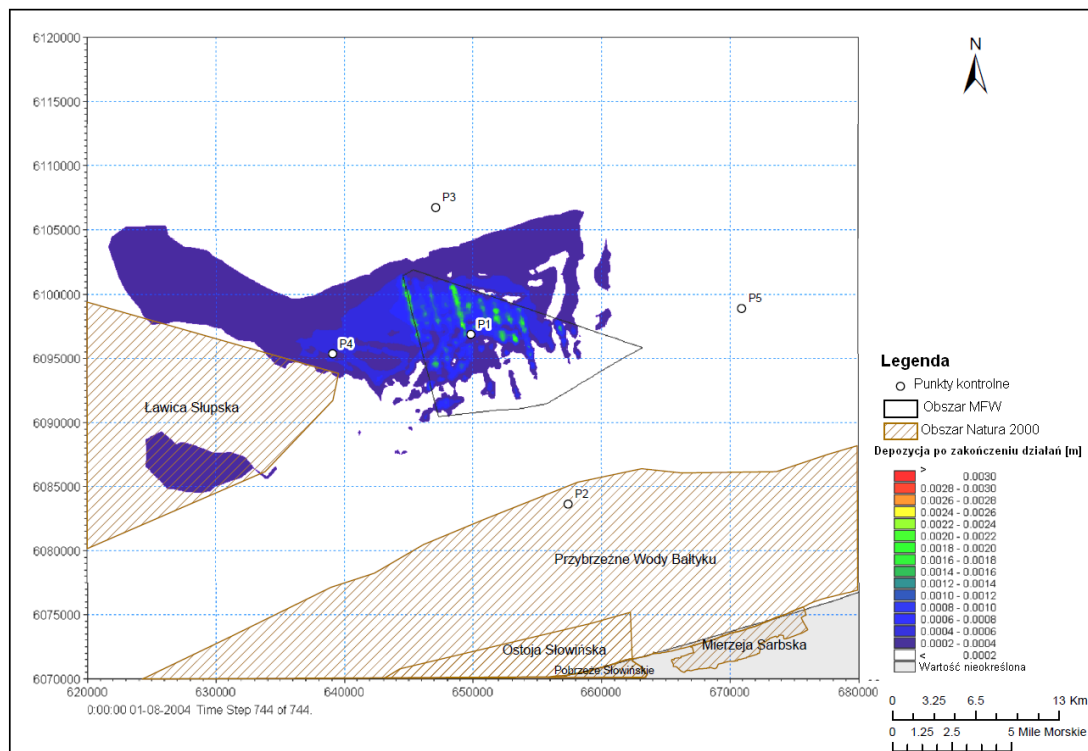 6120000
6115000
6110000
6105000
6100000
6095000
6090000
6085000
6080000
6075000
6070000
620000 630000 640000 650000 660000 670000 680000
P3
P5
P1
P4
Ławica Słupska
P2
Przybrzeżne Wody Bałtyku
Ostoja Słowińska
Mierzeja Sarbska
Pobrzeże Słowińskie
0:00:00 01-08-2004 Time Step 744 of 744.
N
Legenda
Punkty kontrolne
Obszar MFW
Obszar Natura 2000
Depozycja po zakończeniu działań [m]
> 0.0030
0.0028 - 0.0030
0.0026 - 0.0028
0.0024 - 0.0026
0.0022 - 0.0024
0.0020 - 0.0022
0.0018 - 0.0020
0.0016 - 0.0018
0.0014 - 0.0016
0.0012 - 0.0014
0.0010 - 0.0012
0.0008 - 0.0010
0.0006 - 0.0008
0.0004 - 0.0006
0.0002 - 0.0004
< 0.0002
Wartość nieokreślona
0 3.25 6.5 13 Km
0 1.25 2.5 5 Mile Morskie